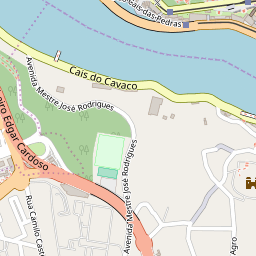 Cais-das-Pedras
Cais do Cavaco
Avenida Mestre José Rodrigues
Edgar Cardoso
Avenida Mestre José Rodrigues
Rua Camilo Caste
Agro